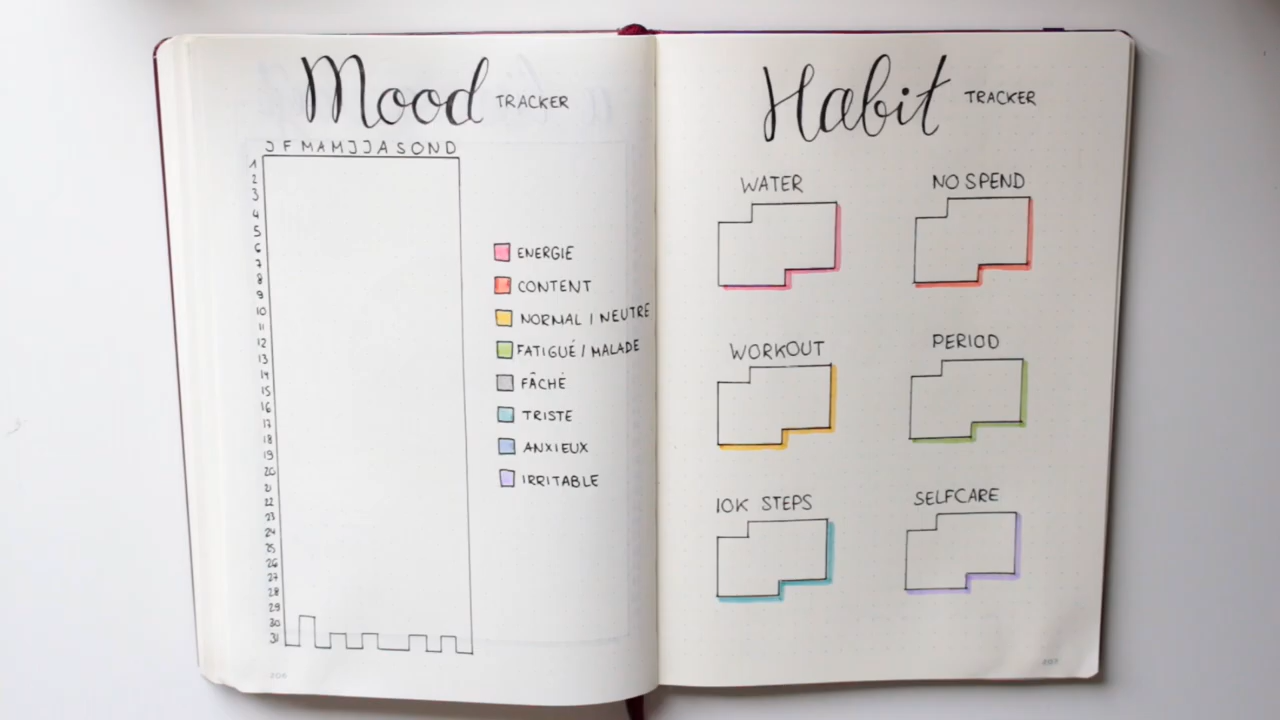 Mood TRACKER
J F M A M J J A S O N D
1
2
3
4
5
6
7
8
9
10
11
12
13
14
15
16
17
18
19
20
21
22
23
24
25
26
27
28
29
30
31
ENERGIE
CONTENT
NORMAL / NEUTRE
FATIGUÉ / MALADE
FÂCHÉ
TRISTE
ANXIEUX
IRRITABLE
206
Habit TRACKER
WATER
NO SPEND
WORKOUT
PERIOD
10K STEPS
SELFCARE
207